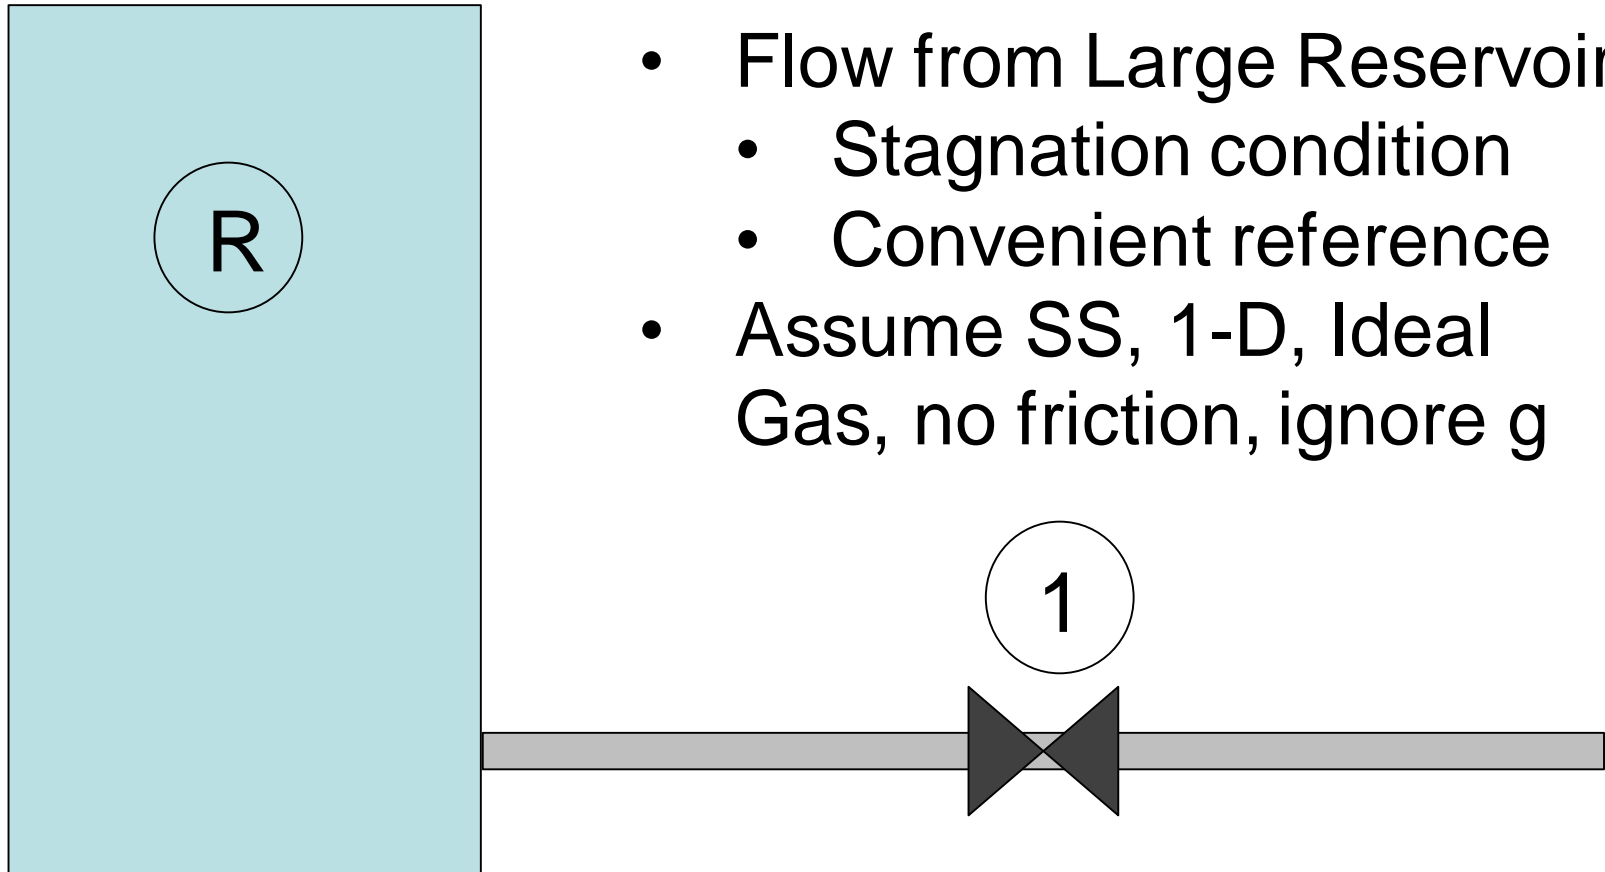 • Flow from Large Reservoir
• Stagnation condition
• Convenient reference
• Assume SS, 1-D, Ideal
Gas, no friction, ignore g
R
1